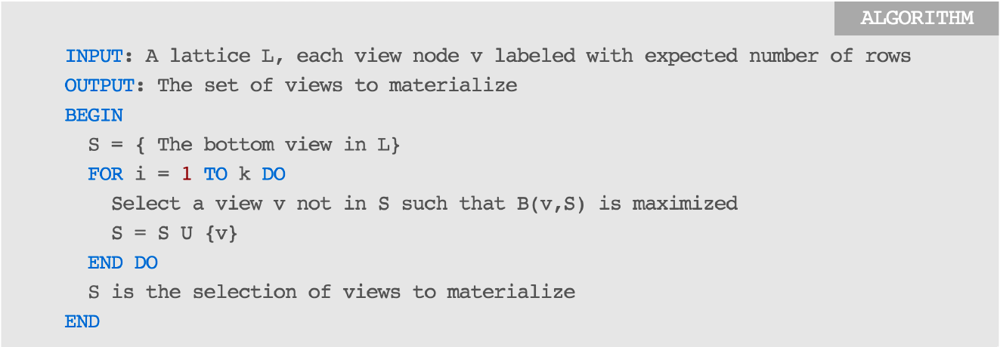 ALGORITHM
INPUT: A lattice L, each view node v labeled with expected number of rows
OUTPUT: The set of views to materialize
BEGIN
S = { The bottom view in L}
FOR i = 1 TO k DO
Select a view v not in S such that B(v,S) is maximized
S = S U {v}
END DO
S is the selection of views to materialize
END